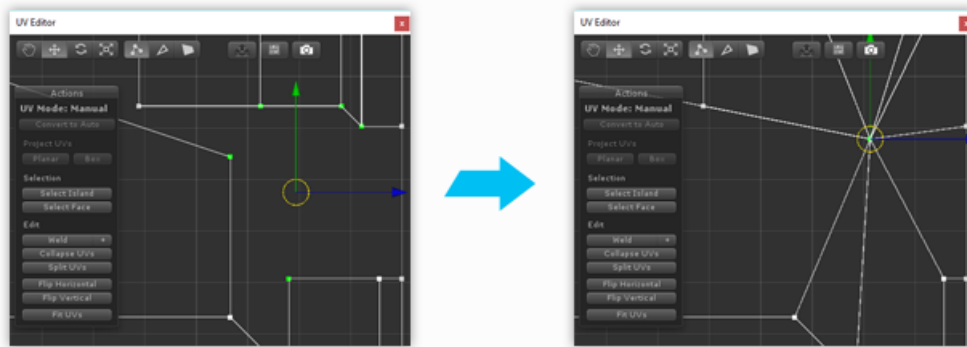 UV Editor
x
Actions
UV Mode: Manual
Convert to Auto
Project UVs
Planar Box
Selection
Select Island
Select Face
Edit
Weld +
Collapse UVs
Split UVs
Flip Horizontal
Flip Vertical
Fit UVs
UV Editor
x
Actions
UV Mode: Manual
Convert to Auto
Project UVs
Planar Box
Selection
Select Island
Select Face
Edit
Weld +
Collapse UVs
Split UVs
Flip Horizontal
Flip Vertical
Fit UVs